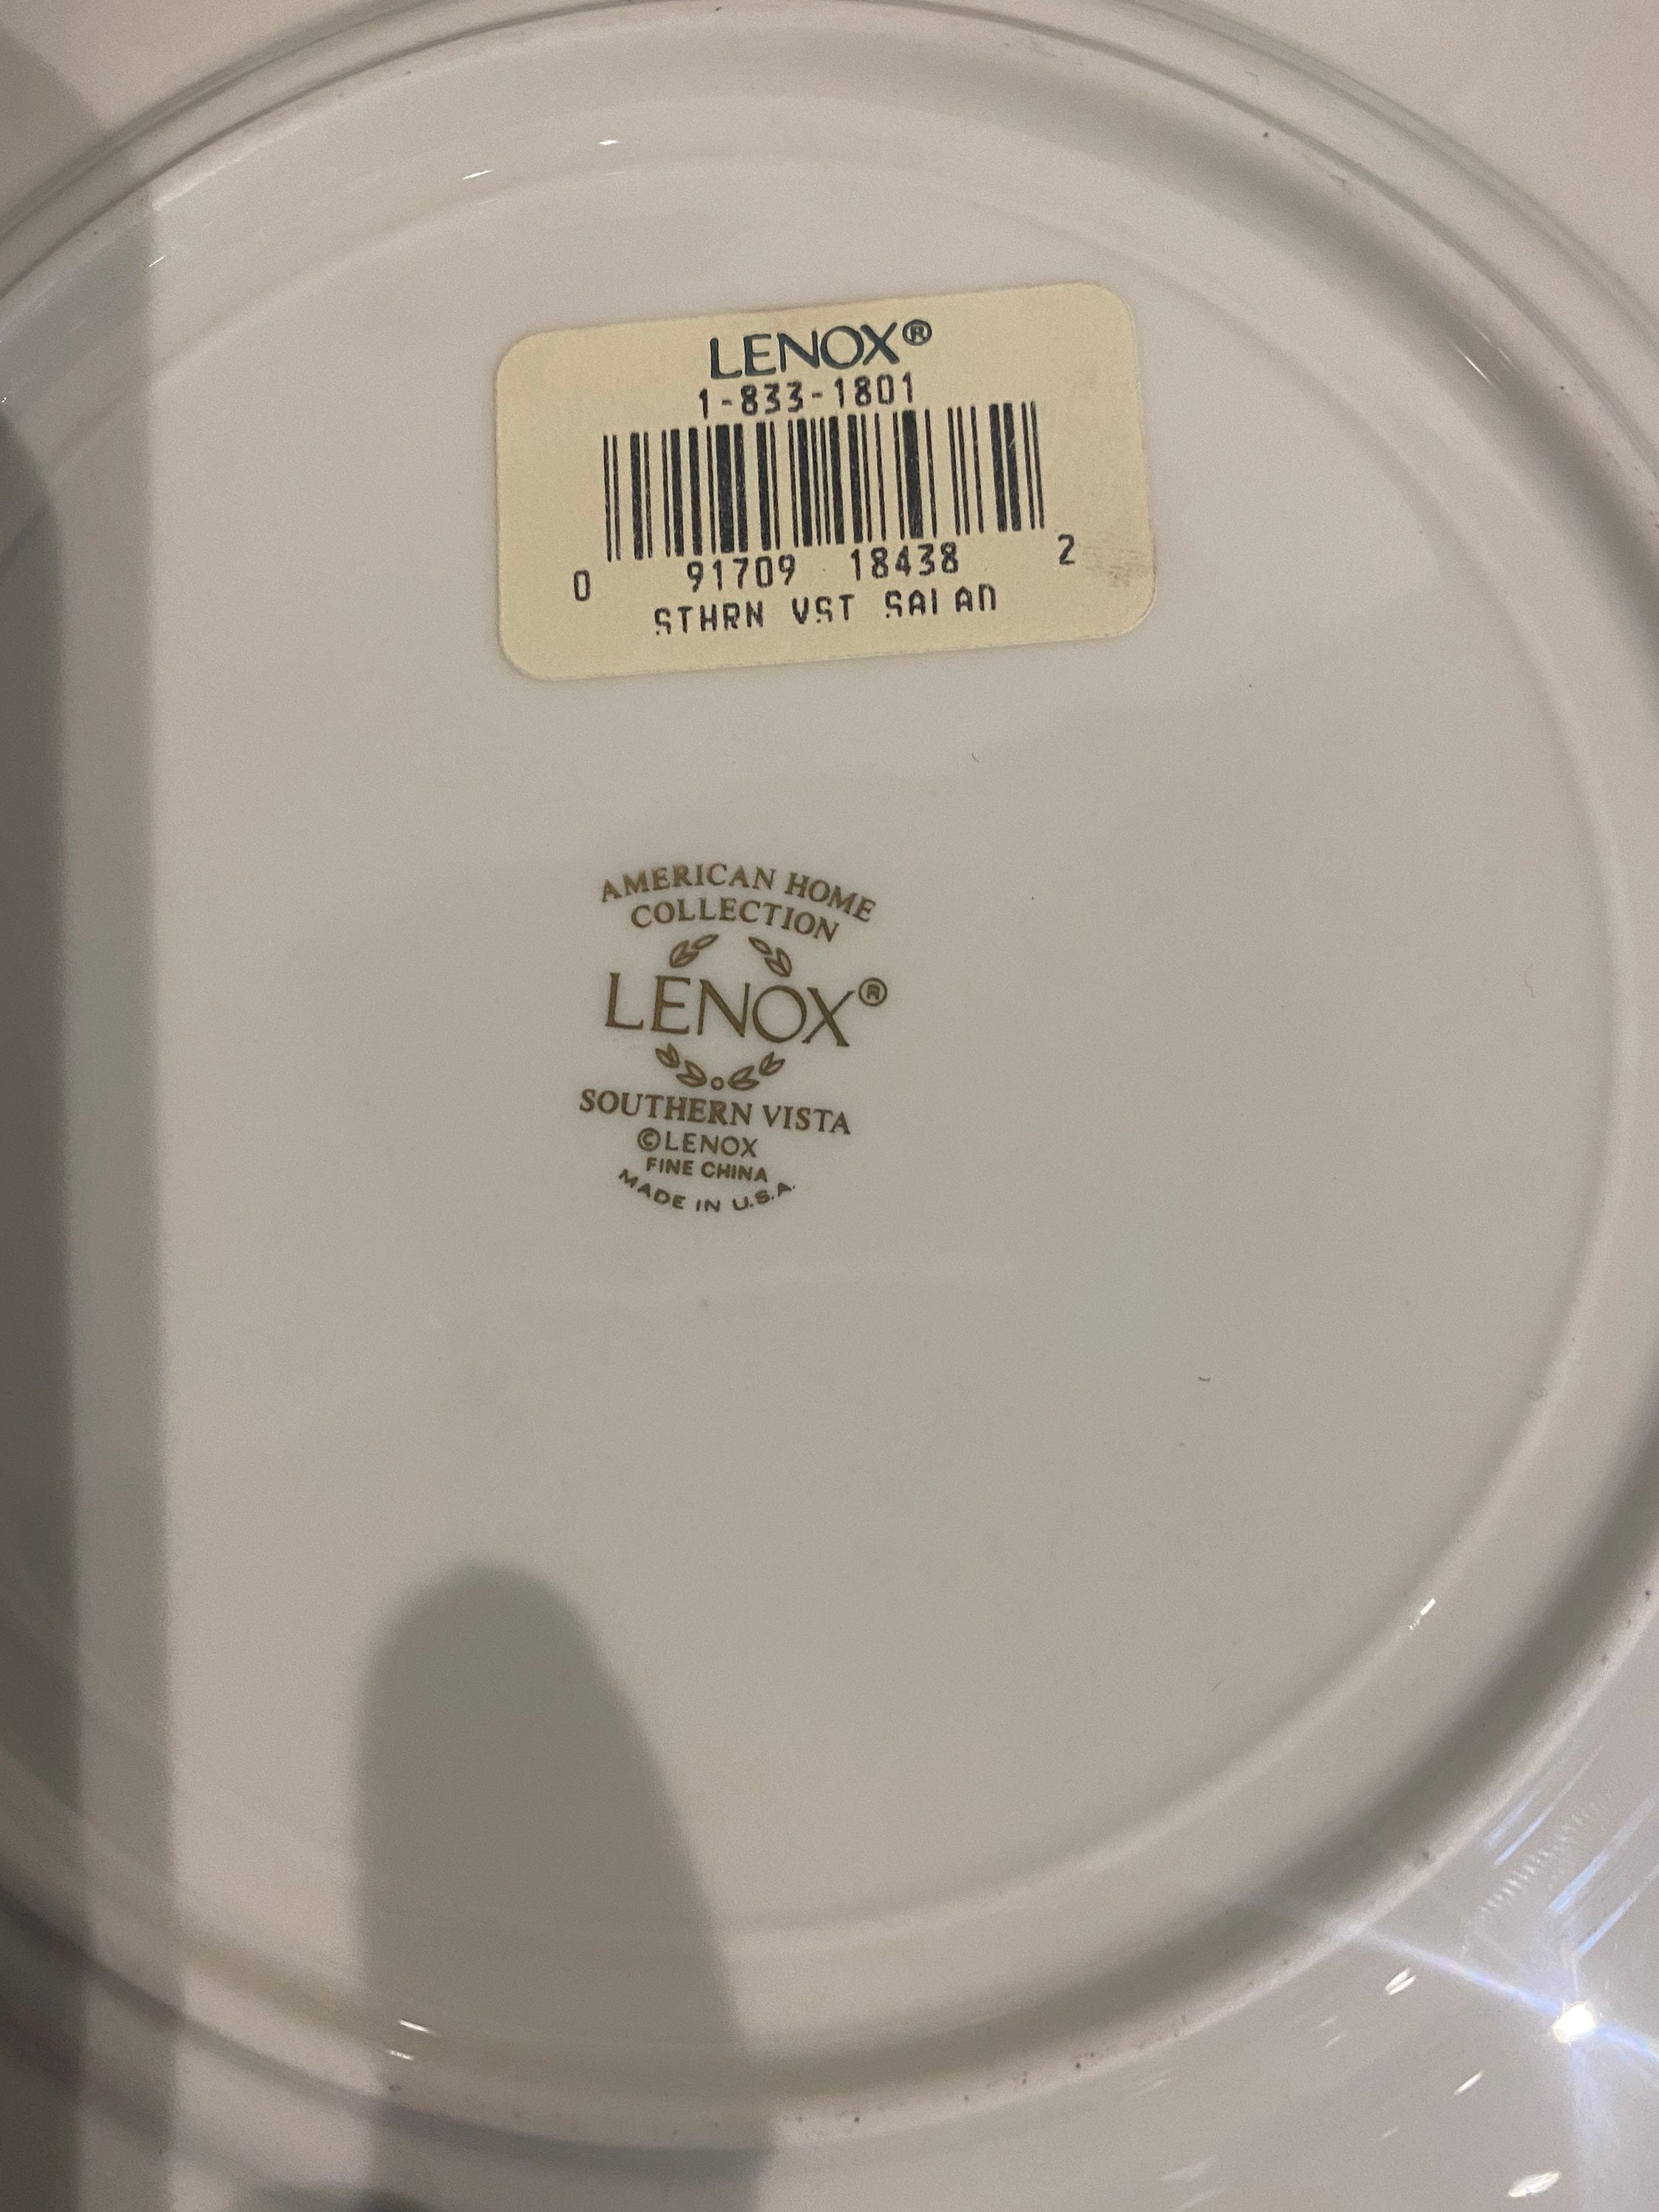 LENOX®
1-833-1801
0 91709 18438 2
STHRN VST SALAD
AMERICAN HOME
COLLECTION
LENOX®
SOUTHERN VISTA
©LENOX
FINE CHINA
MADE IN U.S.A.